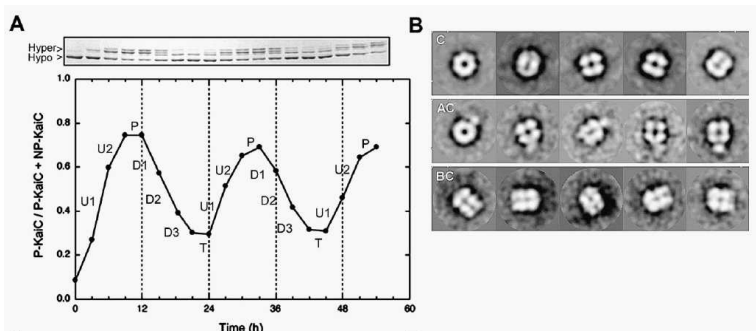 A
Hyper>
Hypo>
P-KaiC / P-KaiC + NP-KaiC
1.0
0.8
0.6
0.4
0.2
0.0
U1
U2
P
D1
D2
D3
T
U1
U2
P
D1
D2
D3
T
U1
U2
P
0
12
24
36
48
60
Time (h)
B
C
AC
BC